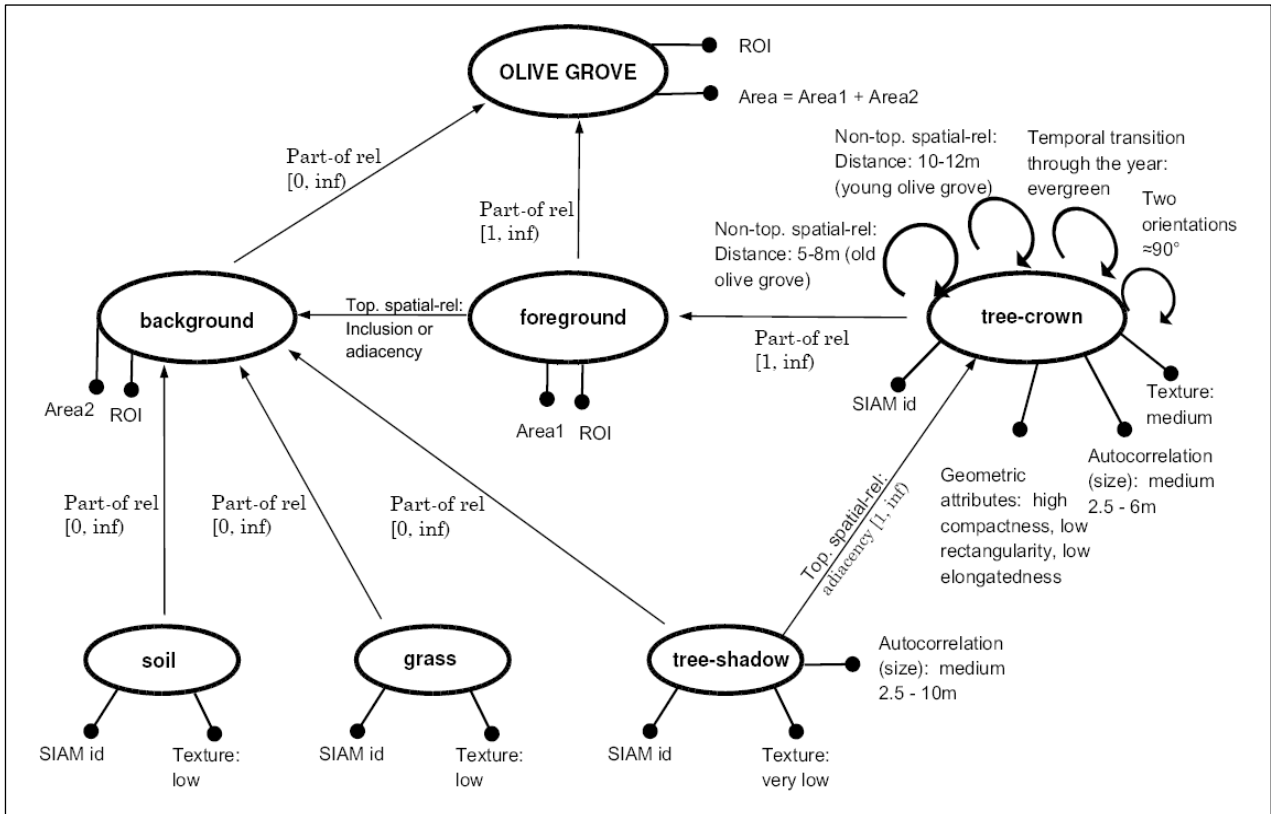 OLIVE GROVE
ROI
Area = Area1 + Area2
Part-of rel
[0, inf)
Part-of rel
[1, inf)
Non-top. spatial-rel:
Distance: 10-12m
(young olive grove)
Temporal transition
through the year:
evergreen
Two
orientations
≈90°
Non-top. spatial-rel:
Distance: 5-8m (old
olive grove)
background
Top. spatial-rel:
Inclusion or
adiacency
foreground
Part-of rel
[1, inf)
tree-crown
Area2
ROI
Area1
ROI
SIAM id
Texture:
medium
Autocorrelation
(size): medium
2.5 - 6m
Geometric
attributes: high
compactness, low
rectangularity, low
elongatedness
Part-of rel
[0, inf)
Part-of rel
[0, inf)
Part-of rel
[0, inf)
Top. spatial-rel:
adiacency [1, inf)
soil
grass
tree-shadow
Autocorrelation
(size): medium
2.5 - 10m
SIAM id
Texture:
low
SIAM id
Texture:
low
SIAM id
Texture:
very low